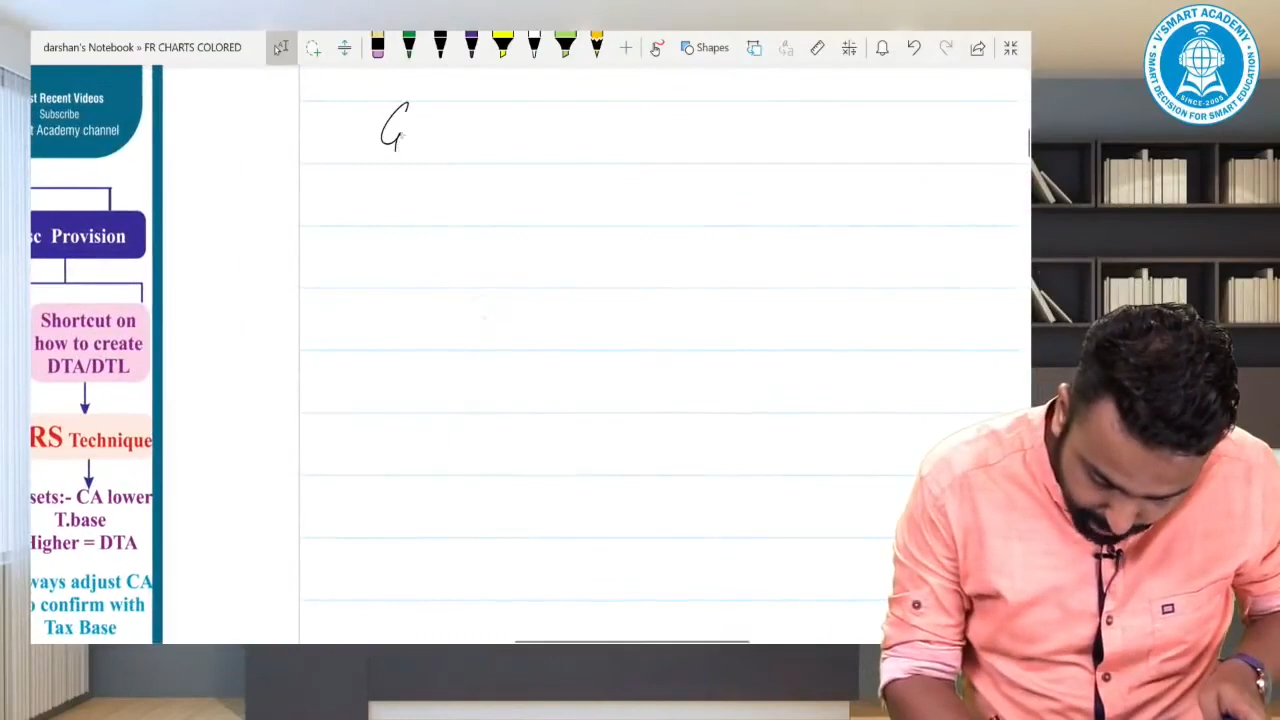 darshan's Notebook » FR CHARTS COLORED
Shapes
V'SMART ACADEMY
SMART DECISION FOR SMART EDUCATION
SINCE-2005
st Recent Videos
Subscribe
t Academy channel
sc Provision
Shortcut on
how to create
DTA/DTL
RS Technique
sets:- CA lower
T.base
Higher = DTA
ways adjust CA
o confirm with
Tax Base
G